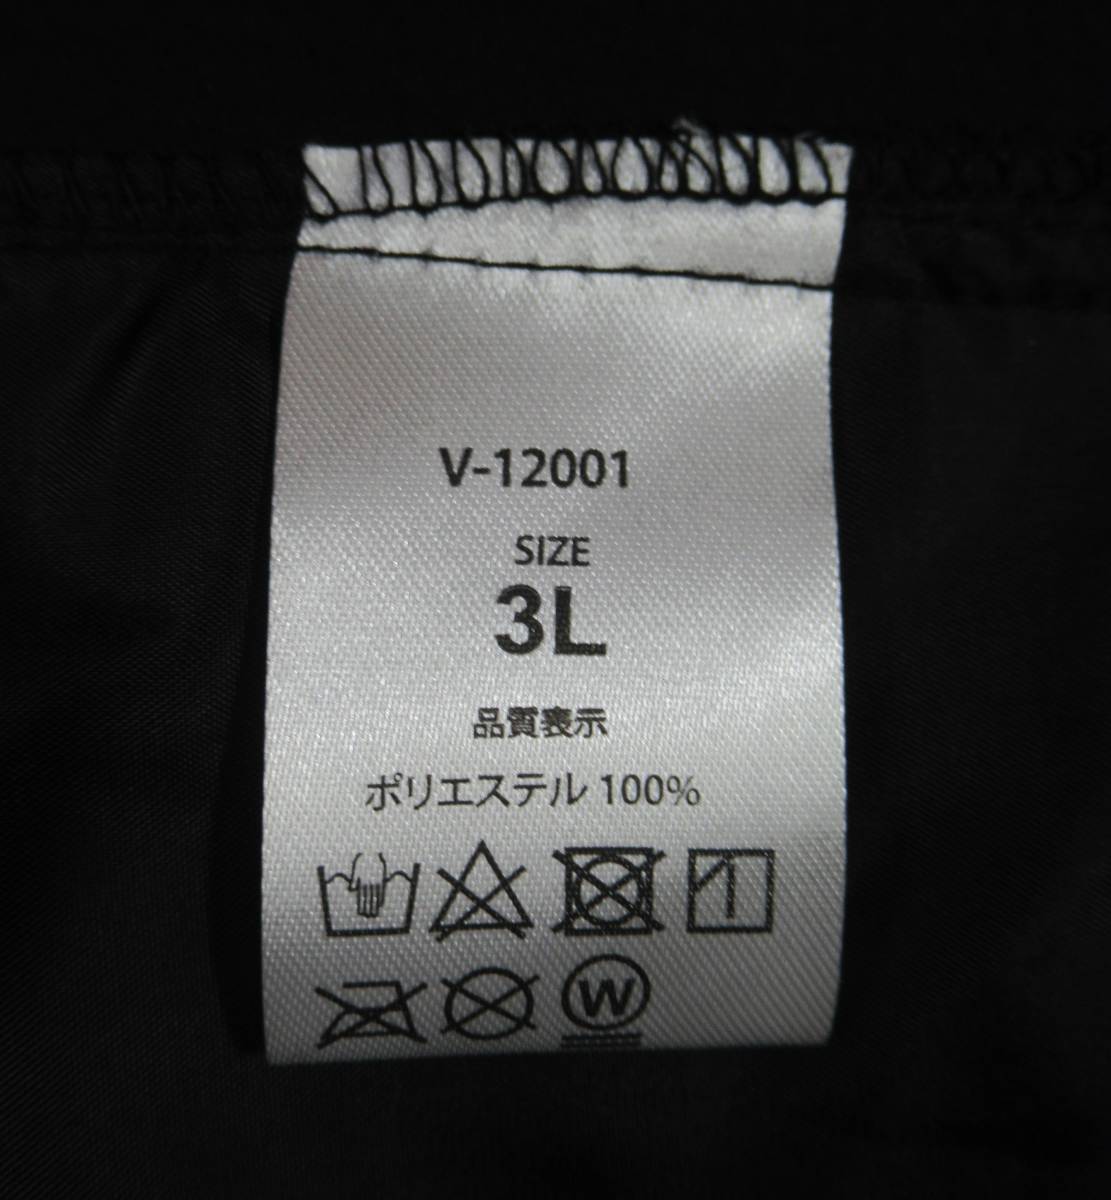 V-12001
SIZE
3L
品質表示
ポリエステル 100%
W